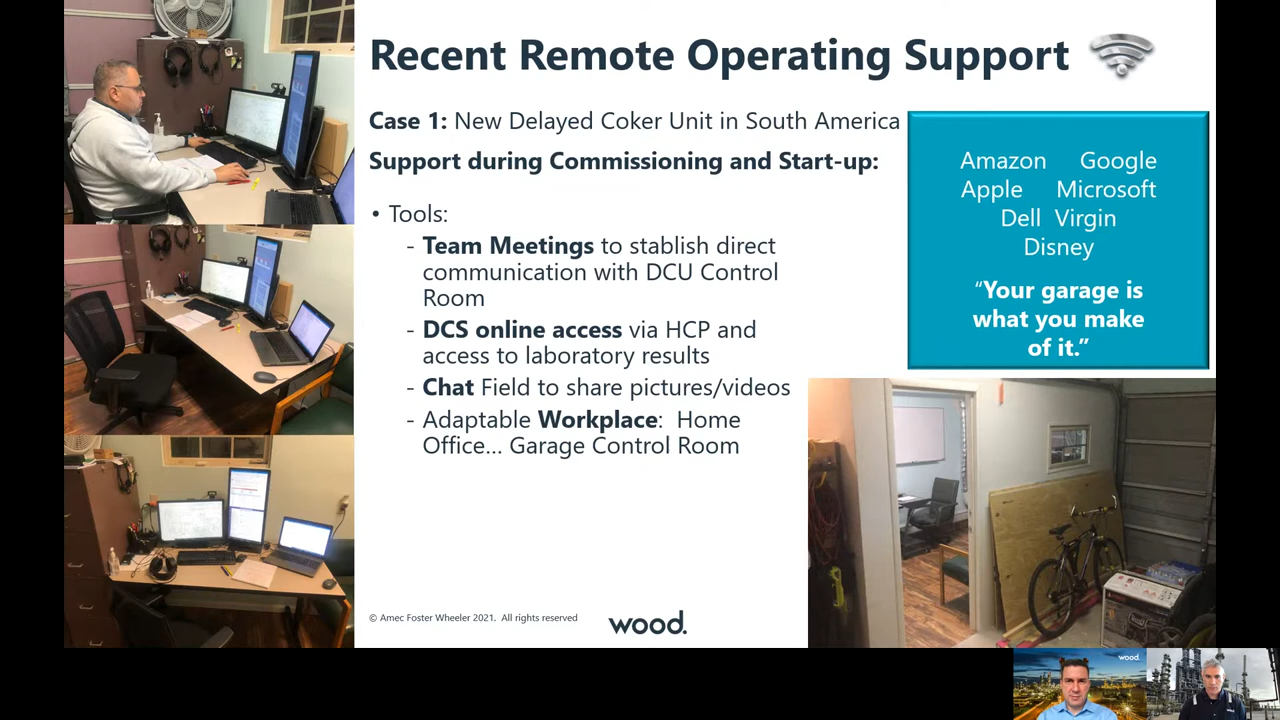 Recent Remote Operating Support
Case 1: New Delayed Coker Unit in South America
Support during Commissioning and Start-up:
• Tools:
- Team Meetings to stablish direct
communication with DCU Control
Room
- DCS online access via HCP and
access to laboratory results
- Chat Field to share pictures/videos
- Adaptable Workplace: Home
Office... Garage Control Room
Amazon Google
Apple Microsoft
Dell Virgin
Disney
“Your garage is
what you make
of it.”
© Amec Foster Wheeler 2021. All rights reserved
wood.
wood.